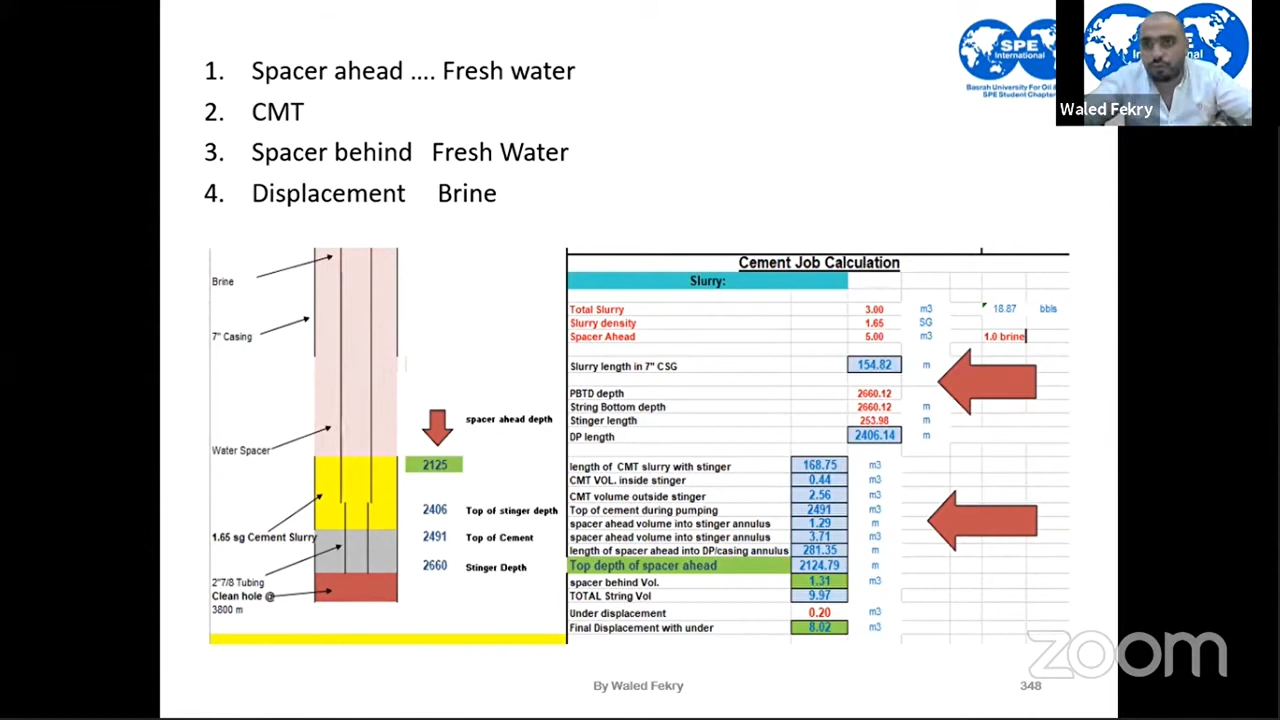 1. Spacer ahead .... Fresh water
2. CMT
3. Spacer behind Fresh Water
4. Displacement Brine
SPE
International
Basrah University For Oil &
SPE Student Chapter
SPE
Waled Fekry
Brine
7" Casing
Water Spacer
1.65 sg Cement Slurry
2"7/8 Tubing
Clean hole @
3800 m
spacer ahead depth
2125
2406 Top of stinger depth
2491 Top of Cement
2660 Stinger Depth
Cement Job Calculation
Slurry:
Total Slurry 3.00 m3 18.87 bbls
Slurry density 1.65 SG
Spacer Ahead 5.00 m3 1.0 brine
Slurry length in 7" CSG 154.82 m
PBTD depth 2660.12
String Bottom depth 2660.12 m
Stinger length 253.98 m
DP length 2406.14 m
length of CMT slurry with stinger 168.75 m3
CMT VOL. inside stinger 0.44 m3
CMT volume outside stinger 2.56 m3
Top of cement during pumping 2491 m3
spacer ahead volume into stinger annulus 1.29 m
spacer ahead volume into stinger annulus 3.71 m3
length of spacer ahead into DP/casing annulus 281.35 m
Top depth of spacer ahead 2124.79 m
spacer behind Vol. 1.31 m3
TOTAL String Vol 9.97
Under displacement 0.20 m3
Final Displacement with under 8.02 m3
By Waled Fekry
348
zoom